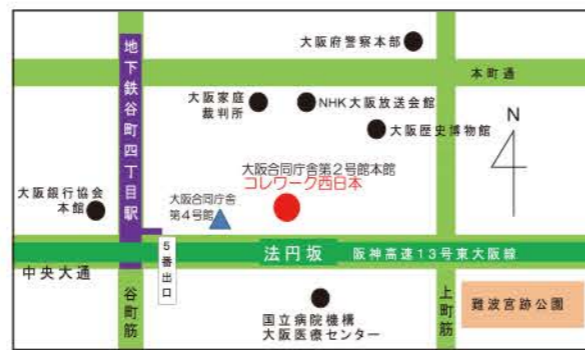 大阪府警察本部
本町通
地下鉄谷町四丁目駅
大阪家庭
裁判所
NHK大阪放送会館
大阪歴史博物館
N
大阪合同庁舎第2号館本館
コレワーク西日本
大阪合同庁舎
第4号館
大阪銀行協会
本館
5番出口
法円坂
阪神高速13号東大阪線
中央大通
谷町筋
国立病院機構
大阪医療センター
上町筋
難波宮跡公園